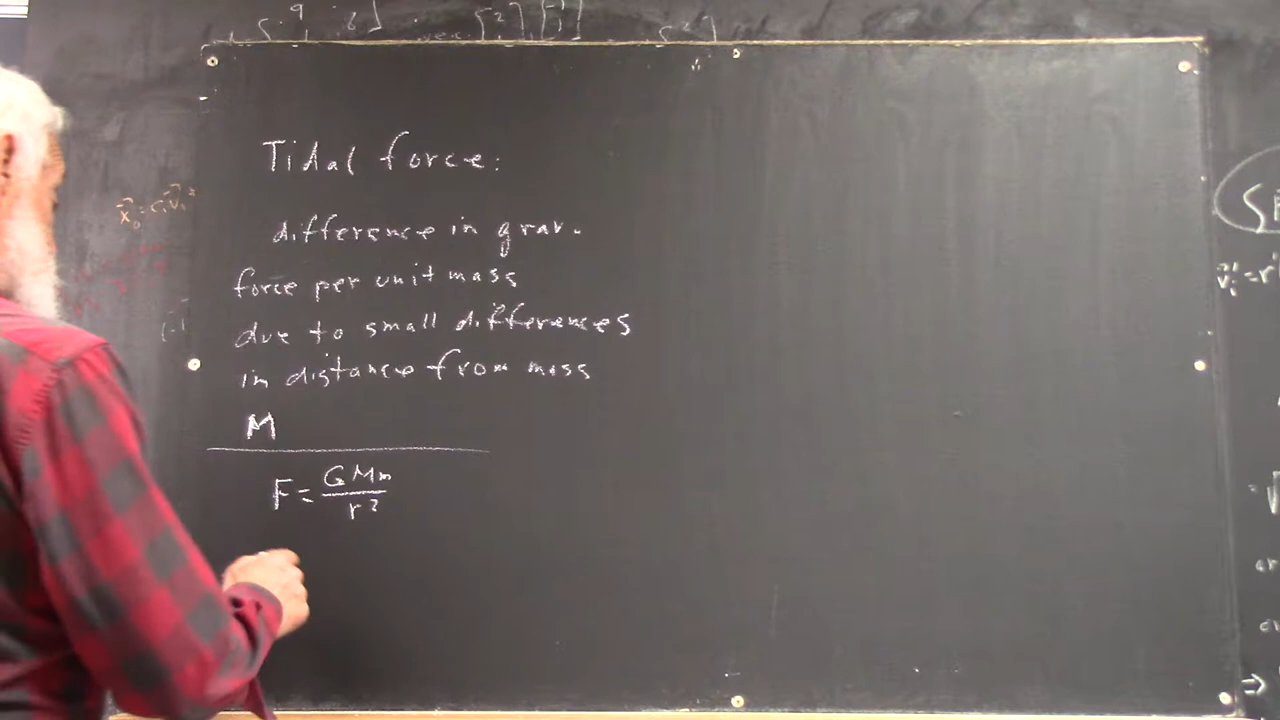 Tidal force:
difference in grav.
force per unit mass
due to small differences
in distance from mass
M
F = GMm / r²